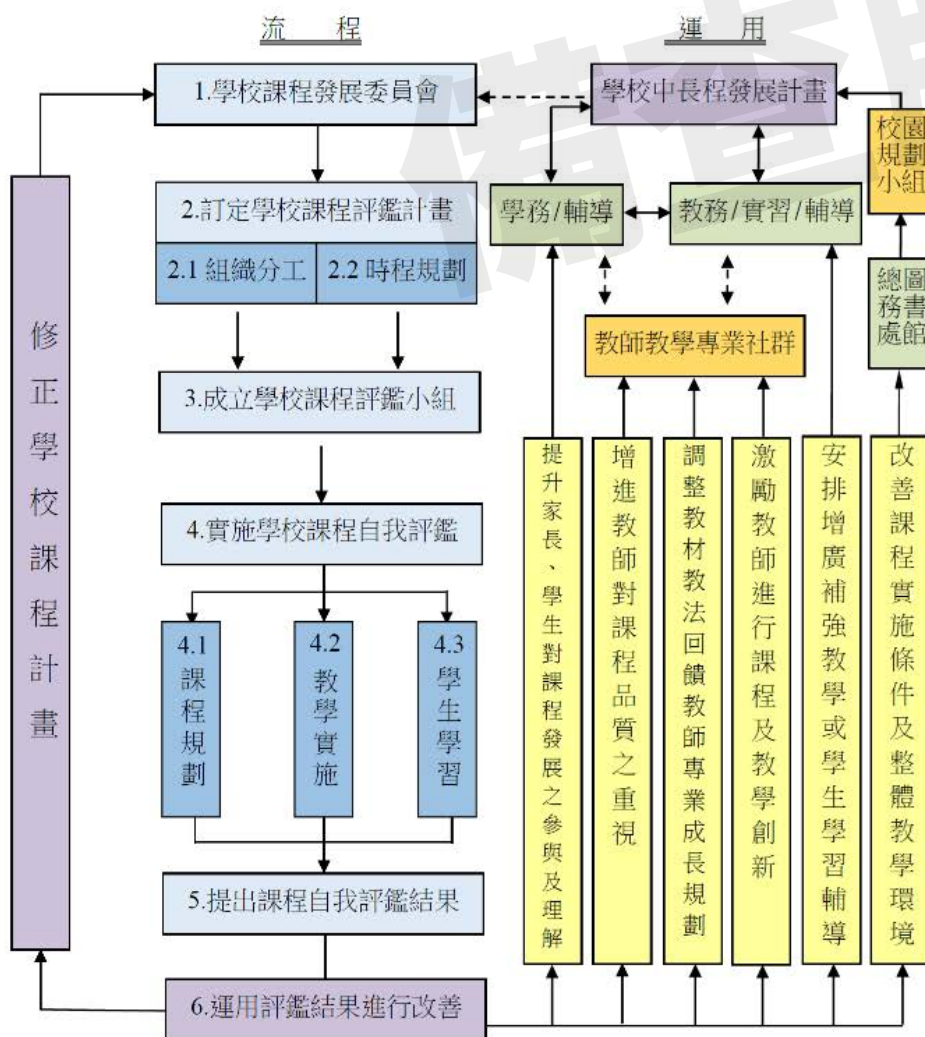 流 程
運 用
1.學校課程發展委員會
學校中長程發展計畫
校園規劃小組
2.訂定學校課程評鑑計畫
2.1 組織分工
2.2 時程規劃
學務/輔導
教務/實習/輔導
總務處
圖書館
3.成立學校課程評鑑小組
教師教學專業社群
修正學校課程計畫
4.實施學校課程自我評鑑
4.1 課程規劃
4.2 教學實施
4.3 學生學習
提升家長、學生對課程發展之參與及理解
增進教師對課程品質之重視
調整教材教法回饋教師專業成長規劃
激勵教師進行課程及教學創新
安排增廣補強教學或學生學習輔導
改善課程實施條件及整體教學環境
5.提出課程自我評鑑結果
6.運用評鑑結果進行改善
備查